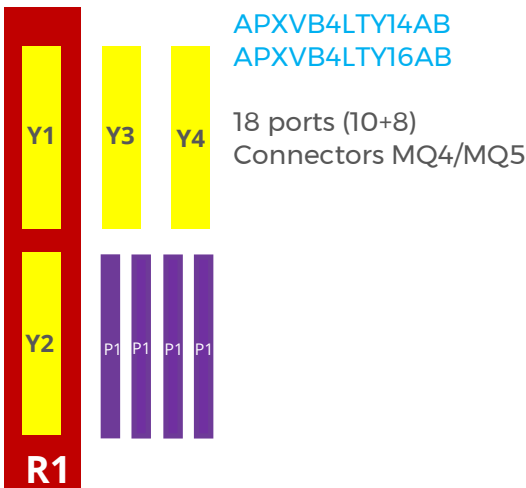 APXVB4LTY14AB
APXVB4LTY16AB
18 ports (10+8)
Connectors MQ4/MQ5
Y1
Y3
Y4
Y2
P1
P1
P1
P1
R1